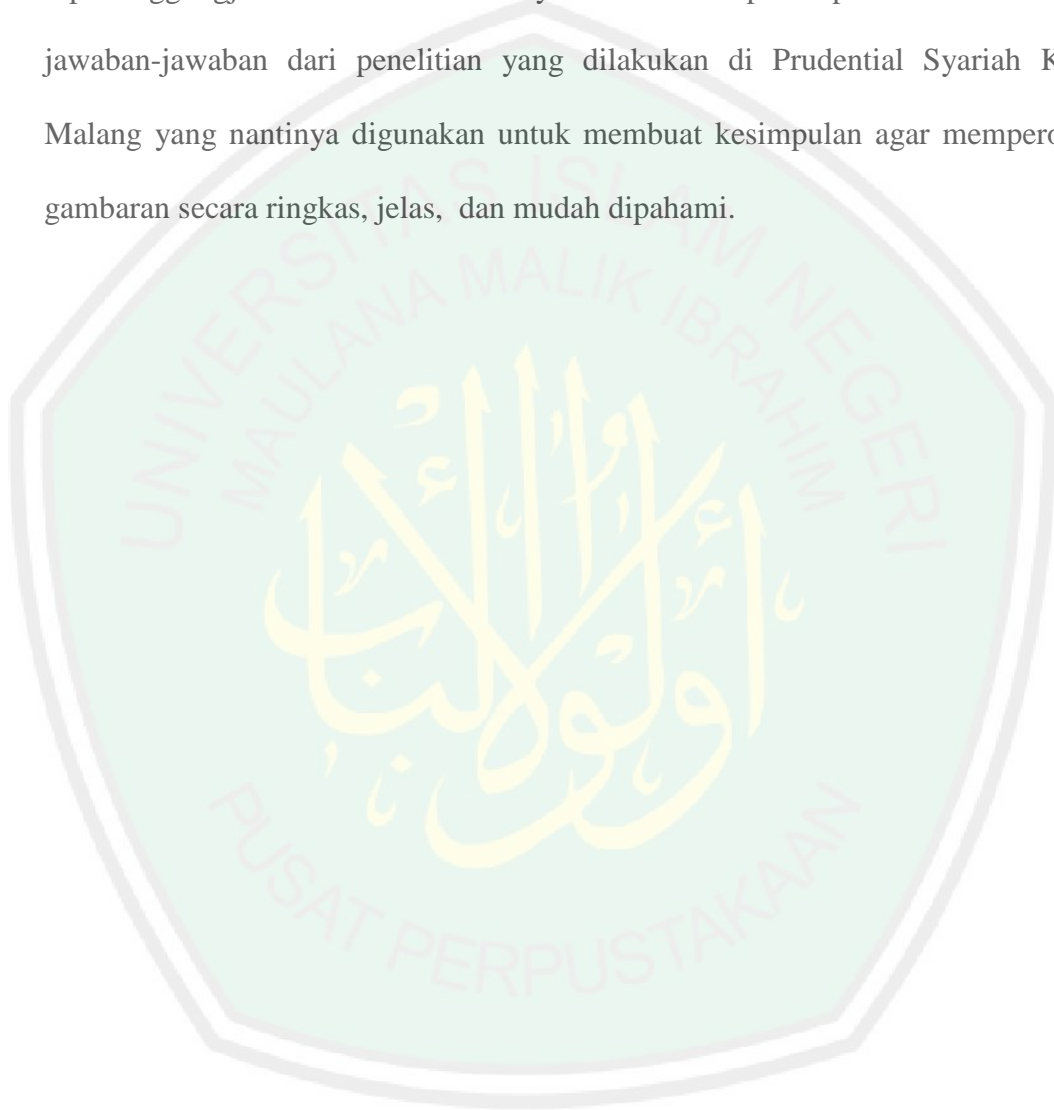 jawaban-jawaban dari penelitian yang dilakukan di Prudential Syariah
Malang yang nantinya digunakan untuk membuat kesimpulan agar
gambaran secara ringkas, jelas, dan mudah dipahami.
UNIVERSITAS ISLAM NEGERI
MAULANA MALIK IBRAHIM
أولوا الألباب
PUSAT PERPUSTAKAAN